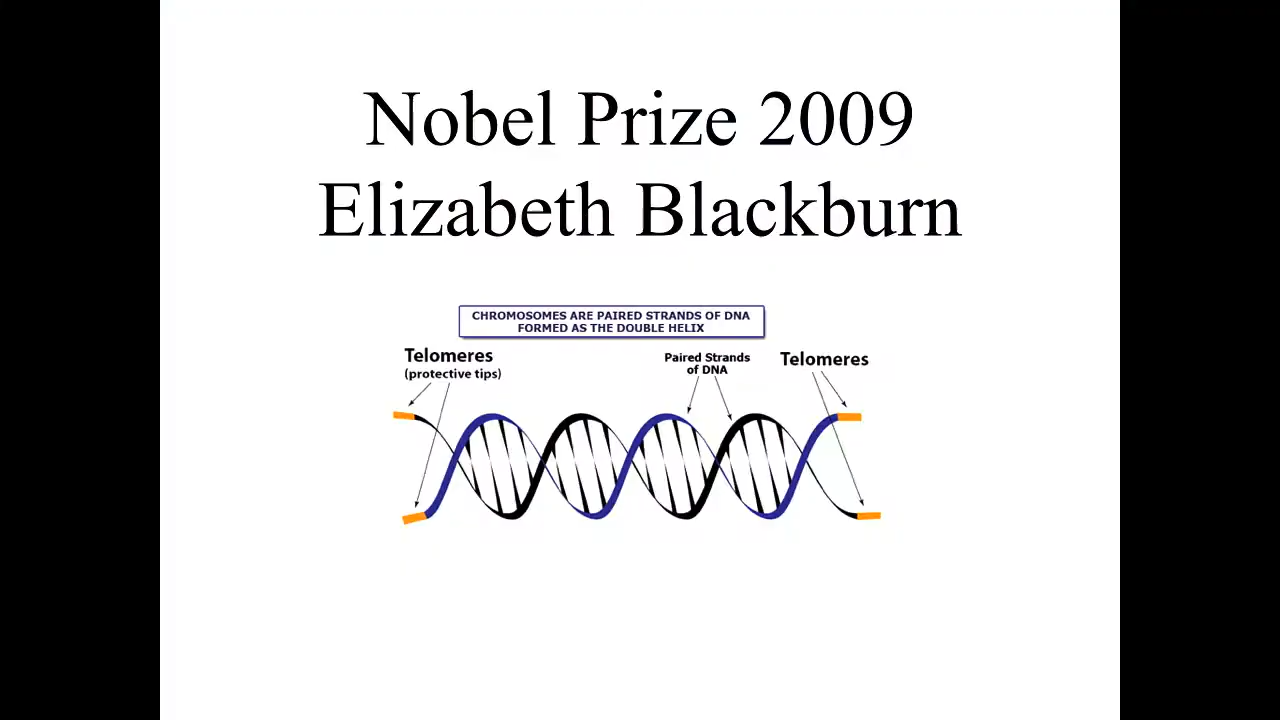 Nobel Prize 2009
Elizabeth Blackburn
CHROMOSOMES ARE PAIRED STRANDS OF DNA
FORMED AS THE DOUBLE HELIX
Telomeres
(protective tips)
Paired Strands
of DNA
Telomeres